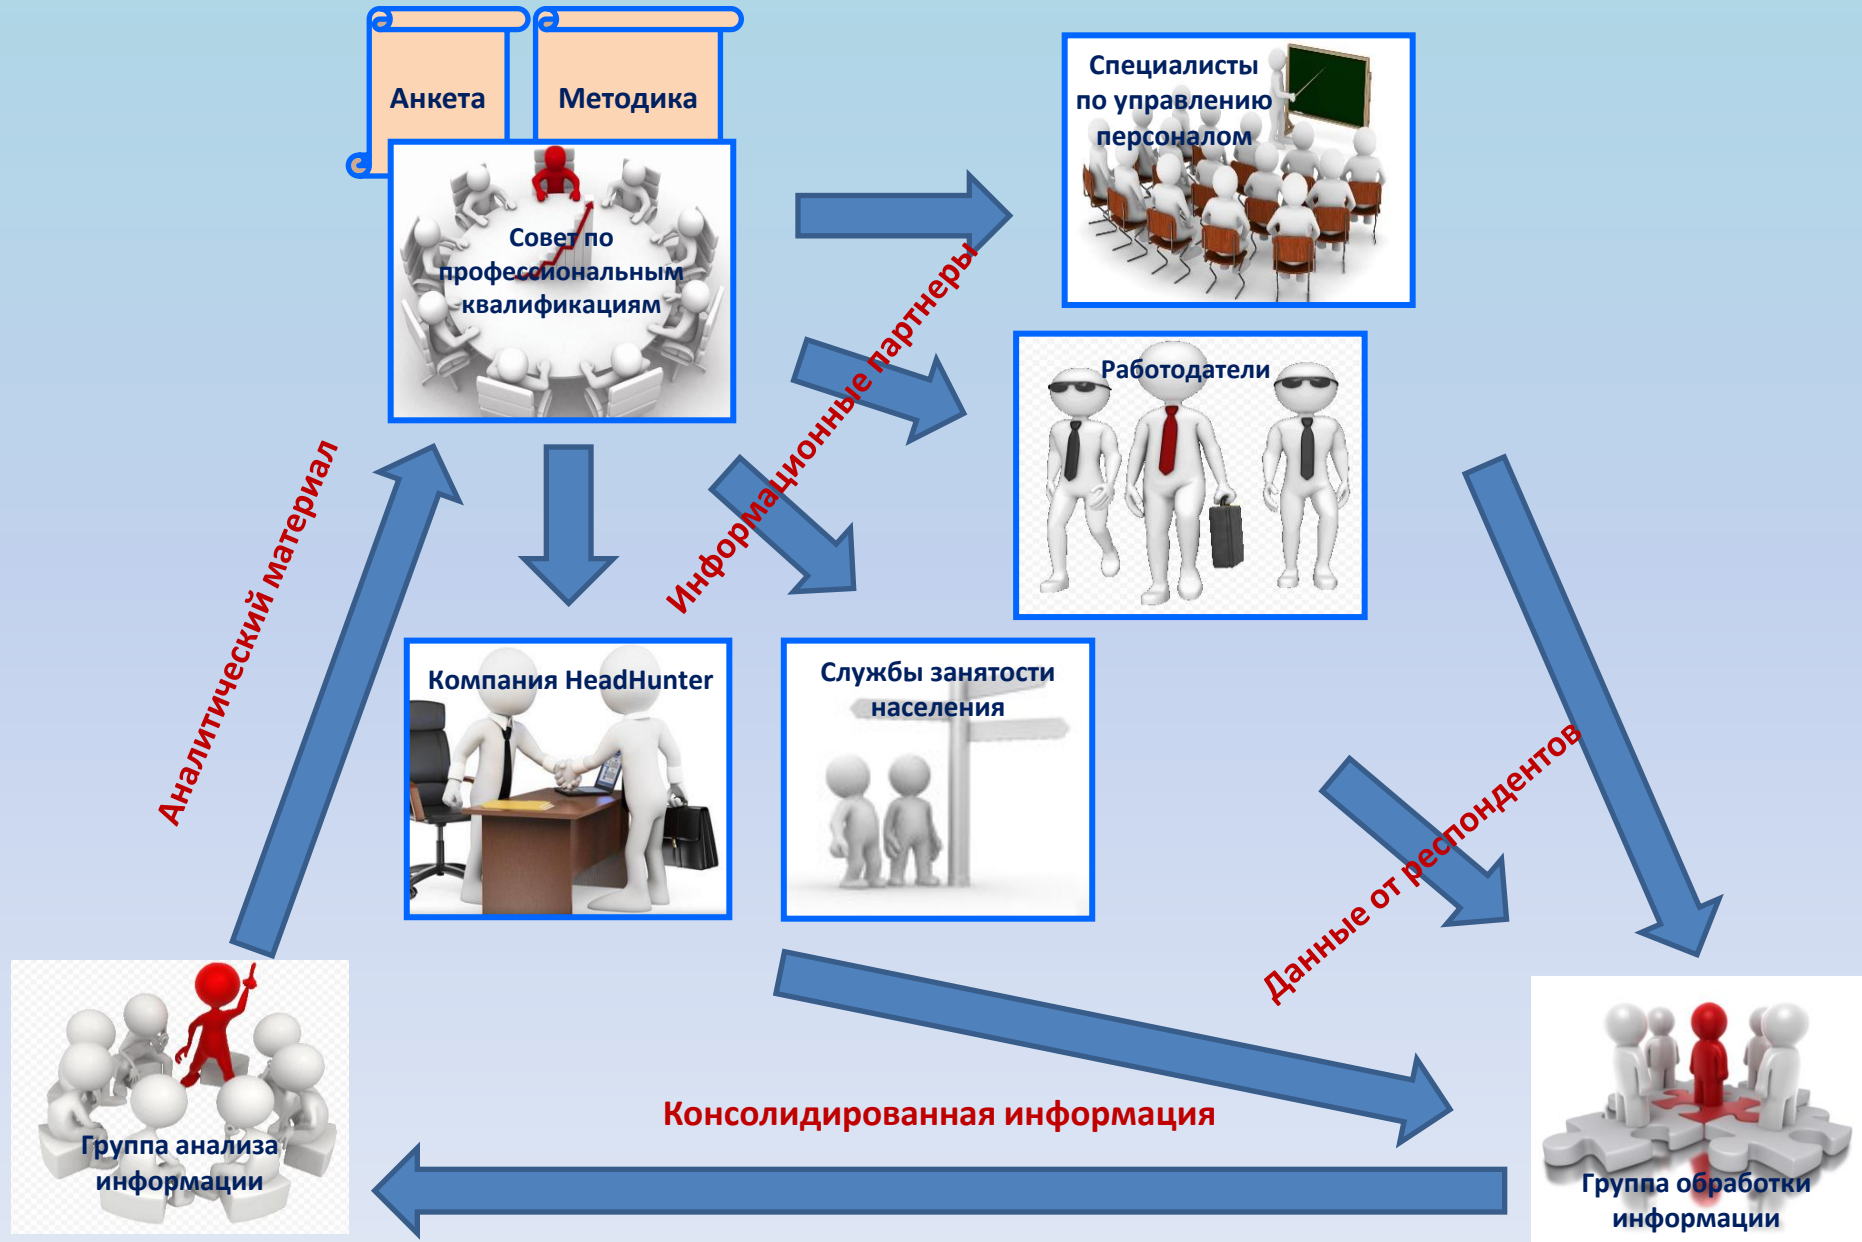 Анкета
Методика
Специалисты
по управлению
персоналом
Совет по
профессиональным
квалификациям
Информационные партнеры
Работодатели
Аналитический материал
Компания HeadHunter
Службы занятости
населения
Данные от респондентов
Консолидированная информация
Группа анализа
информации
Группа обработки
информации